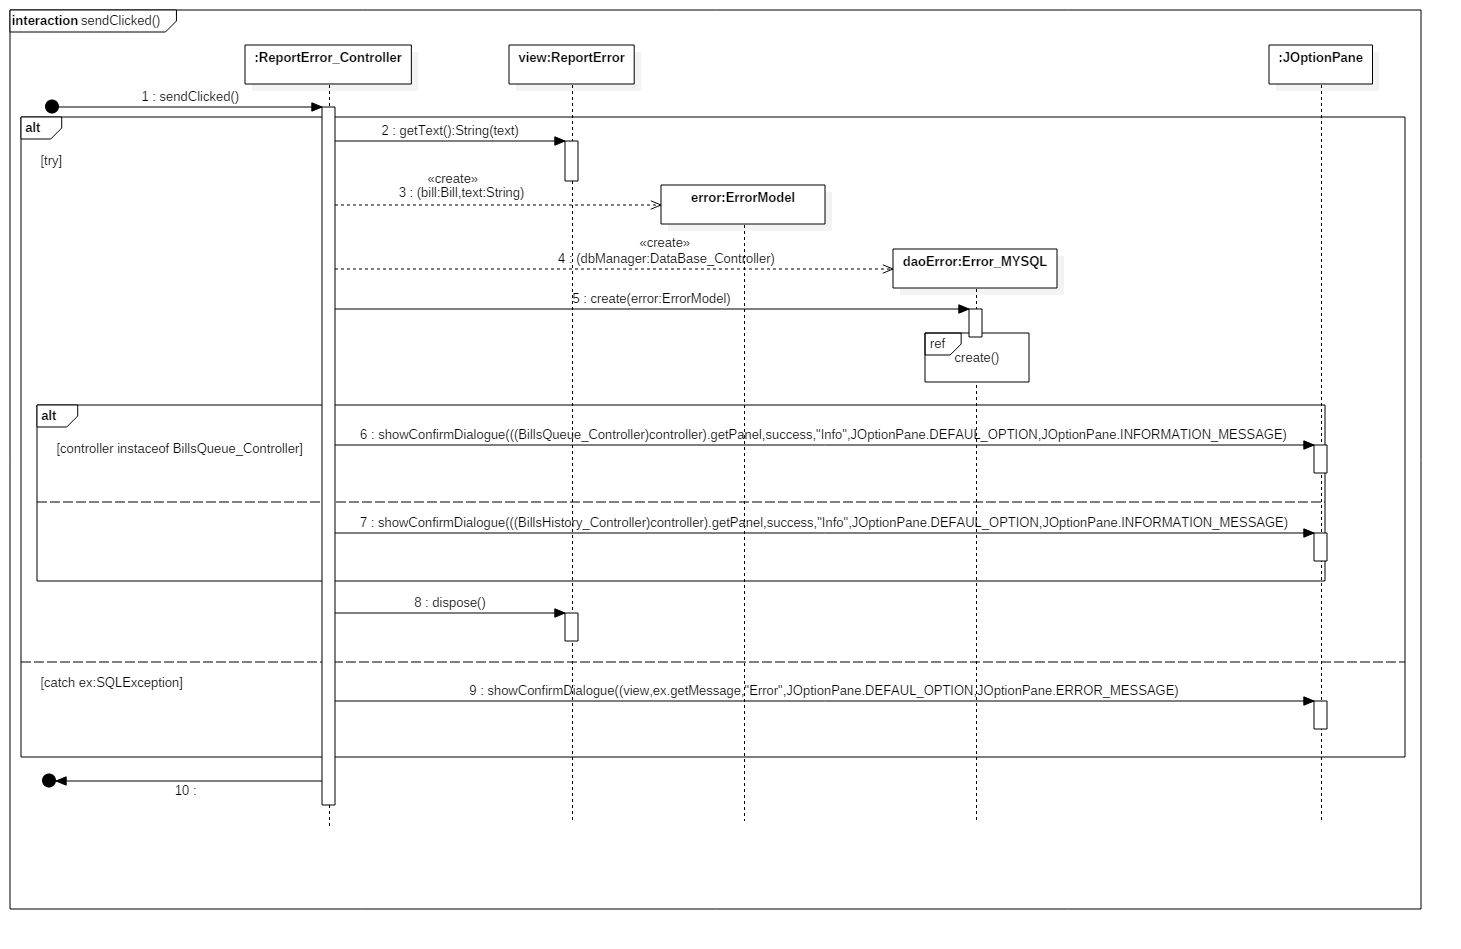 interaction sendClicked()
:ReportError_Controller
view:ReportError
:JOptionPane
1 : sendClicked()
alt
2 : getText():String(text)
[try]
«create»
3 : (bill:Bill,text:String)
error:ErrorModel
«create»
4 : (dbManager:DataBase_Controller)
daoError:Error_MYSQL
5 : create(error:ErrorModel)
ref
create()
alt
6 : showConfirmDialogue(((BillsQueue_Controller)controller).getPanel,success,"Info",JOptionPane.DEFAUL_OPTION,JOptionPane.INFORMATION_MESSAGE)
[controller instaceof BillsQueue_Controller]
7 : showConfirmDialogue(((BillsHistory_Controller)controller).getPanel,success,"Info",JOptionPane.DEFAUL_OPTION,JOptionPane.INFORMATION_MESSAGE)
8 : dispose()
[catch ex:SQLException]
9 : showConfirmDialogue((view,ex.getMessage,"Error",JOptionPane.DEFAUL_OPTION,JOptionPane.ERROR_MESSAGE)
10 :